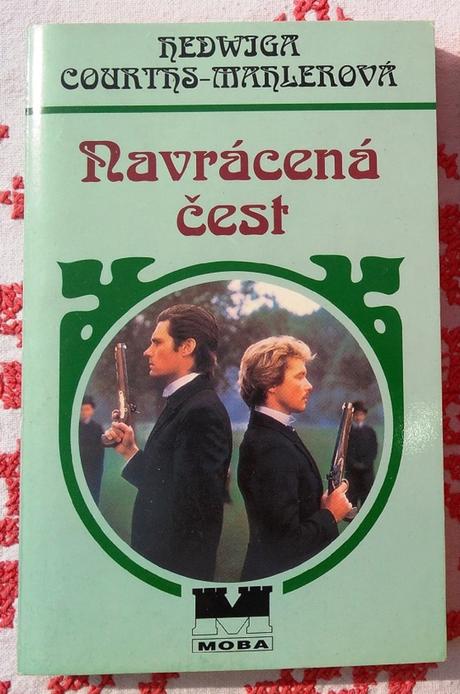 HEDWIGA
COURTHS-MAHLEROVÁ
Navrácená
čest
M
MOBA